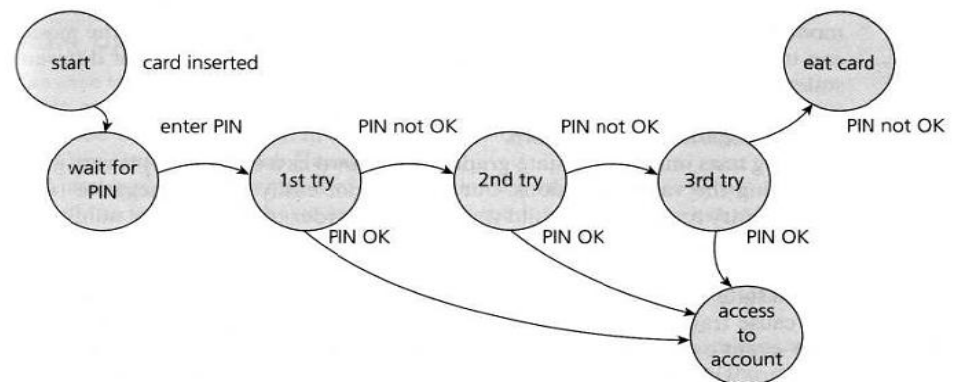 start
card inserted
eat card
enter PIN
PIN not OK
PIN not OK
PIN not OK
wait for
PIN
1st try
2nd try
3rd try
PIN OK
PIN OK
PIN OK
access
to
account